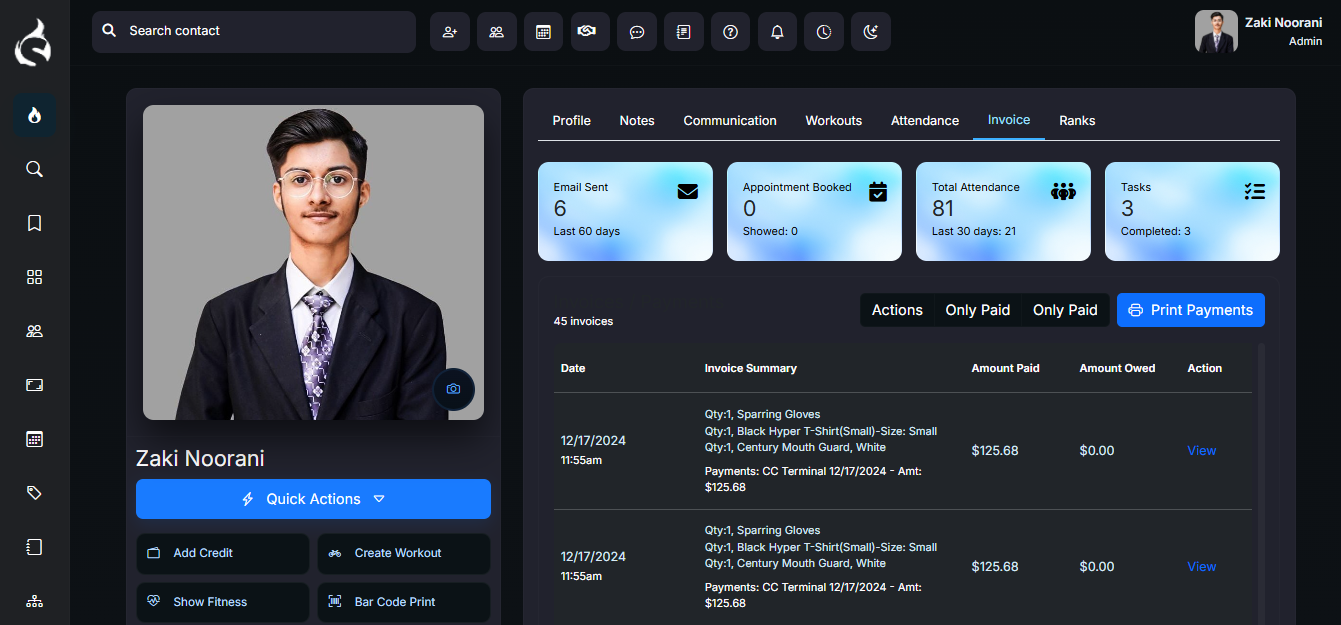 Search contact
Zaki Noorani
Admin
Zaki Noorani
Quick Actions
Add Credit
Create Workout
Show Fitness
Bar Code Print
Profile
Notes
Communication
Workouts
Attendance
Invoice
Ranks
Email Sent
6
Last 60 days
Appointment Booked
0
Showed: 0
Total Attendance
81
Last 30 days: 21
Tasks
3
Completed: 3
45 invoices
Actions
Only Paid
Only Paid
Print Payments
Date
Invoice Summary
Amount Paid
Amount Owed
Action
12/17/2024
11:55am
Qty:1, Sparring Gloves
Qty:1, Black Hyper T-Shirt(Small)-Size: Small
Qty:1, Century Mouth Guard, White
Payments: CC Terminal 12/17/2024 - Amt:
$125.68
$125.68
$0.00
View
12/17/2024
11:55am
Qty:1, Sparring Gloves
Qty:1, Black Hyper T-Shirt(Small)-Size: Small
Qty:1, Century Mouth Guard, White
Payments: CC Terminal 12/17/2024 - Amt:
$125.68
$125.68
$0.00
View